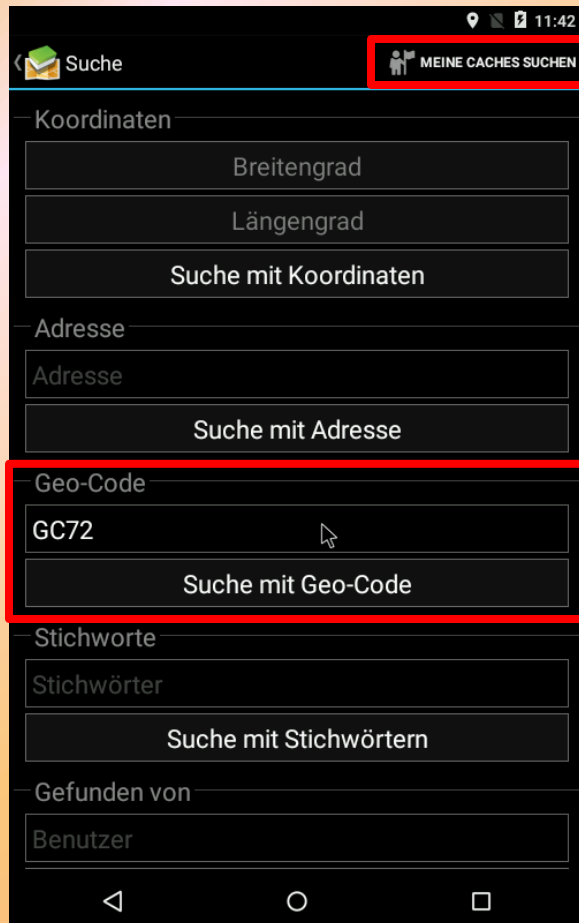 11:42
Suche
MEINE CACHES SUCHEN
Koordinaten
Breitengrad
Längengrad
Suche mit Koordinaten
Adresse
Adresse
Suche mit Adresse
Geo-Code
GC72
Suche mit Geo-Code
Stichworte
Stichwörter
Suche mit Stichwörtern
Gefunden von
Benutzer